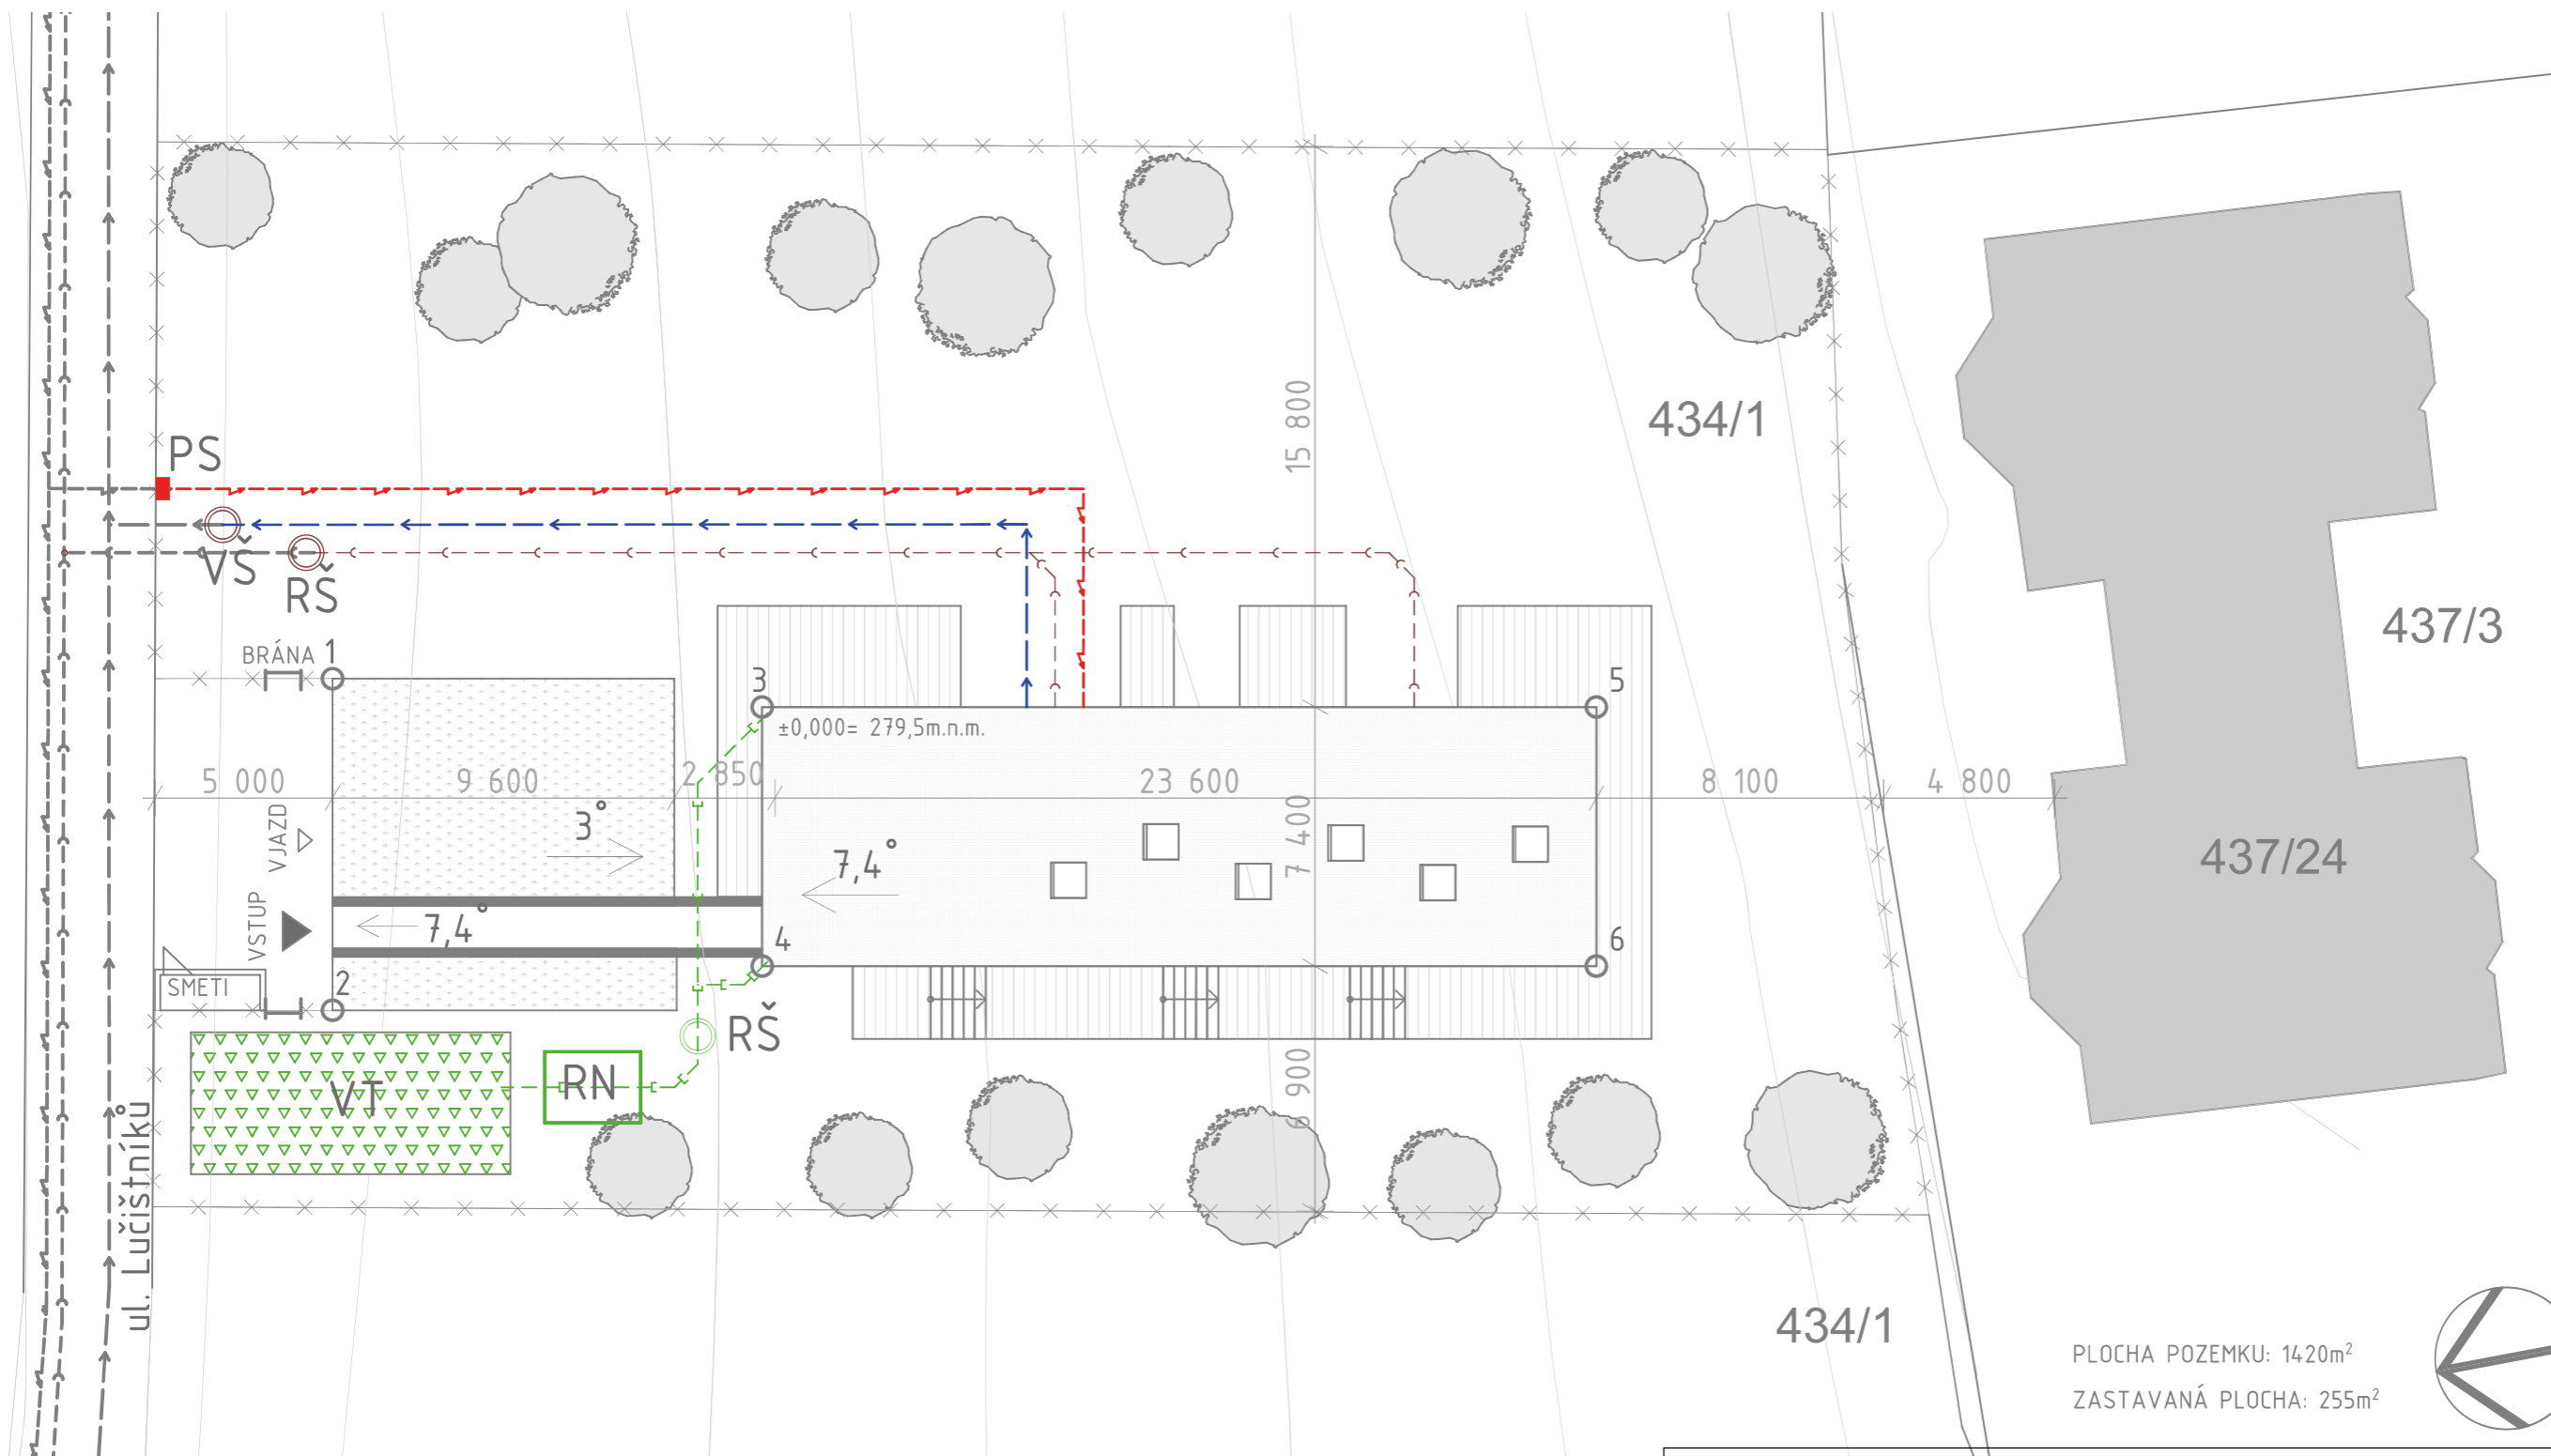 434/1
15 800
PS
VŠ
RŠ
437/3
BRÁNA
1
3
5
±0,000= 279,5m.n.m.
5 000
9 600
2 850
23 600
8 100
4 800
7 400
VJAZD
3°
7,4°
437/24
VSTUP
7,4°
4
6
SMETI
2
RŠ
VT
RN
6 900
ul. Lučištníků
434/1
PLOCHA POZEMKU: 1420m²
ZASTAVANÁ PLOCHA: 255m²